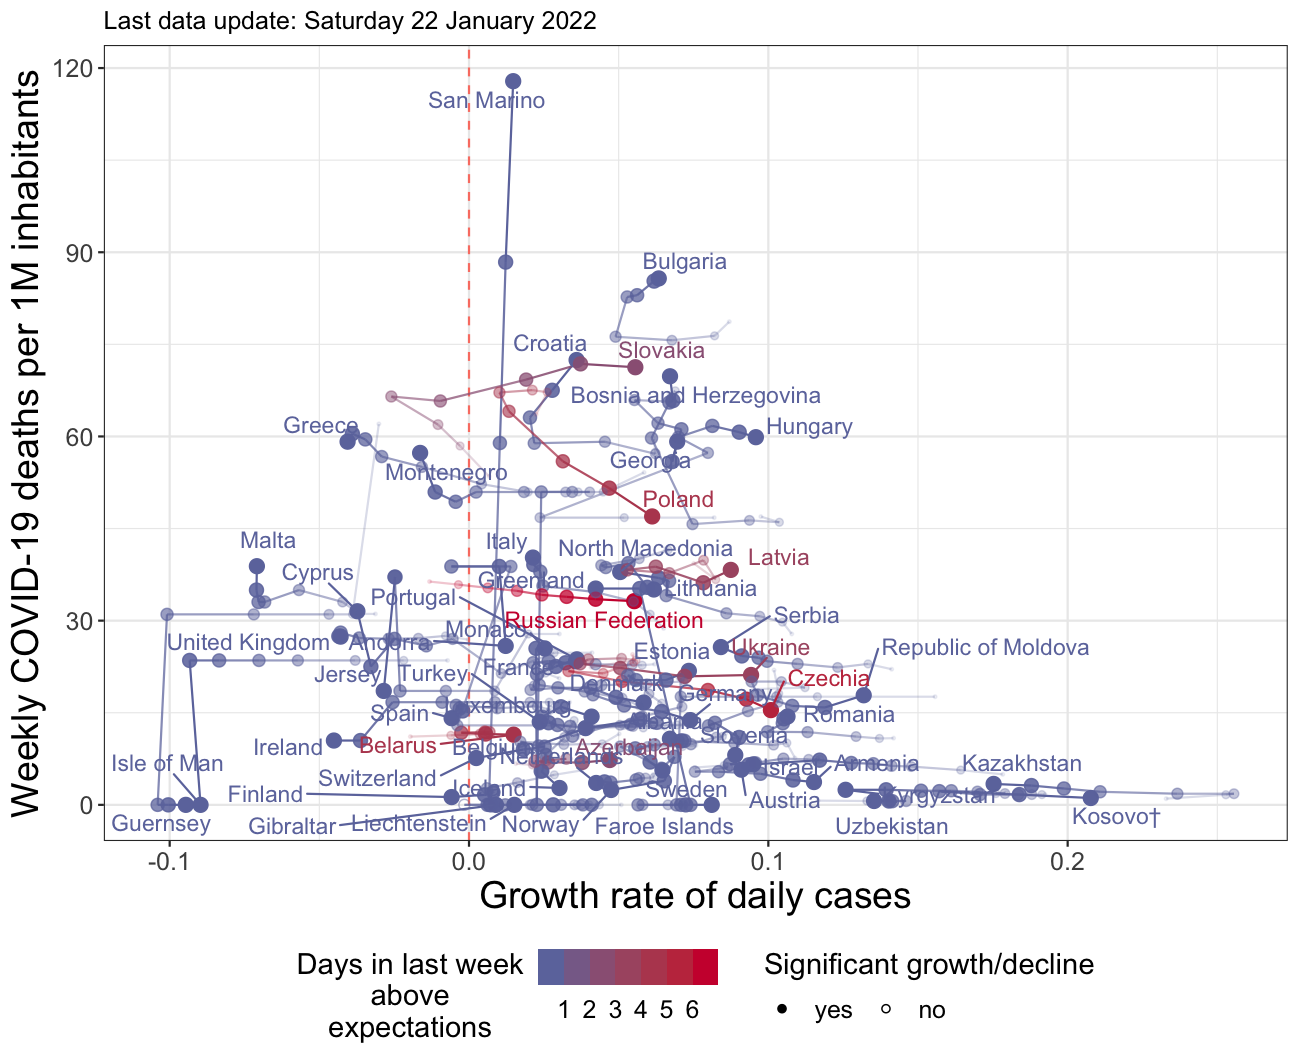 Last data update: Saturday 22 January 2022
Weekly COVID-19 deaths per 1M inhabitants
120
90
60
30
0
San Marino
Bulgaria
Croatia
Slovakia
Bosnia and Herzegovina
Greece
Hungary
Georgia
Montenegro
Poland
Malta
Italy
North Macedonia
Latvia
Cyprus
Greenland
Lithuania
Portugal
Russian Federation
Serbia
Monaco
United Kingdom
Andorra
Estonia
Ukraine
Republic of Moldova
France
Jersey
Turkey
Denmark
Germany
Czechia
Luxembourg
Spain
Albania
Romania
Slovenia
Ireland
Belarus
Belgium
Azerbaijan
Netherlands
Isle of Man
Switzerland
Israel
Armenia
Kazakhstan
Finland
Iceland
Sweden
Austria
Kyrgyzstan
Kosovo†
Guernsey
Gibraltar
Liechtenstein
Norway
Faroe Islands
Uzbekistan
-0.1
0.0
0.1
0.2
Growth rate of daily cases
Days in last week
above
expectations
1 2 3 4 5 6
Significant growth/decline
yes
no